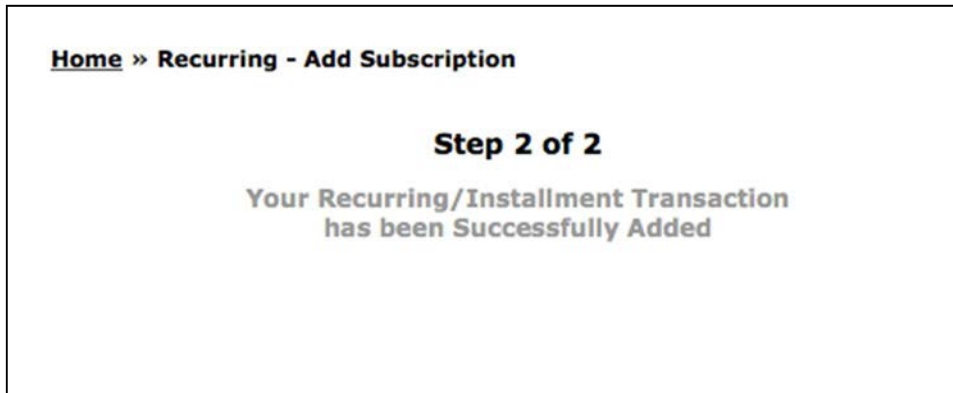 Home » Recurring - Add Subscription
Step 2 of 2
Your Recurring/Installment Transaction
has been Successfully Added